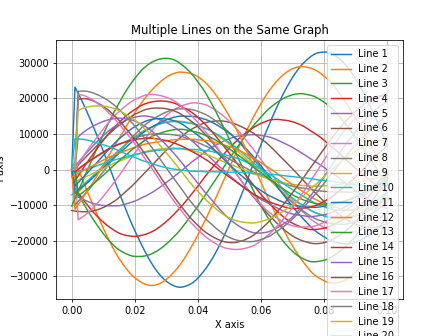 Multiple Lines on the Same Graph
30000
20000
10000
0
-10000
-20000
-30000
0.00
0.02
0.04
0.06
X axis
Line 1
Line 2
Line 3
Line 4
Line 5
Line 6
Line 7
Line 8
Line 9
Line 10
Line 11
Line 12
Line 13
Line 14
Line 15
Line 16
Line 17
Line 18
Line 19
Line 20